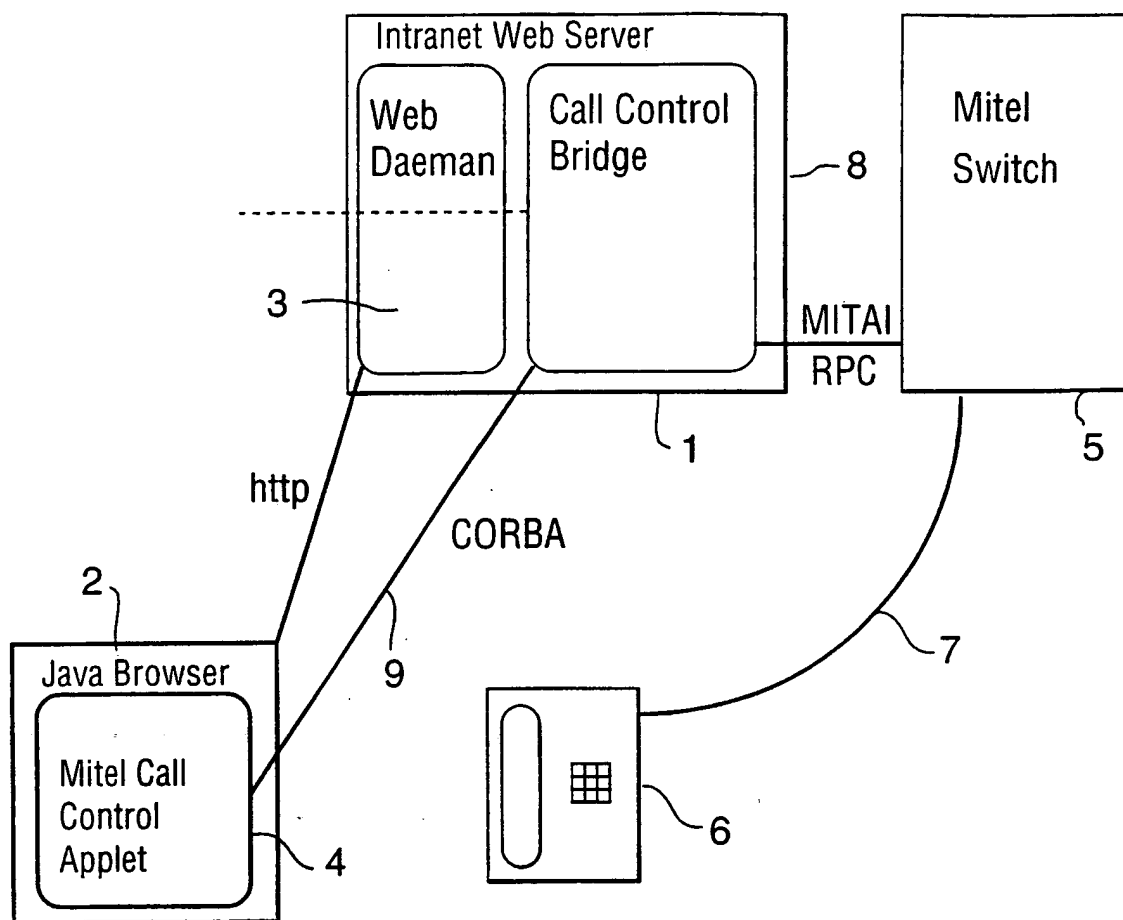 Intranet Web Server
Web
Daeman
Call Control
Bridge
Mitel
Switch
8
3
MITAI
RPC
1
5
http
CORBA
2
9
7
Java Browser
Mitel Call
Control
Applet
4
6